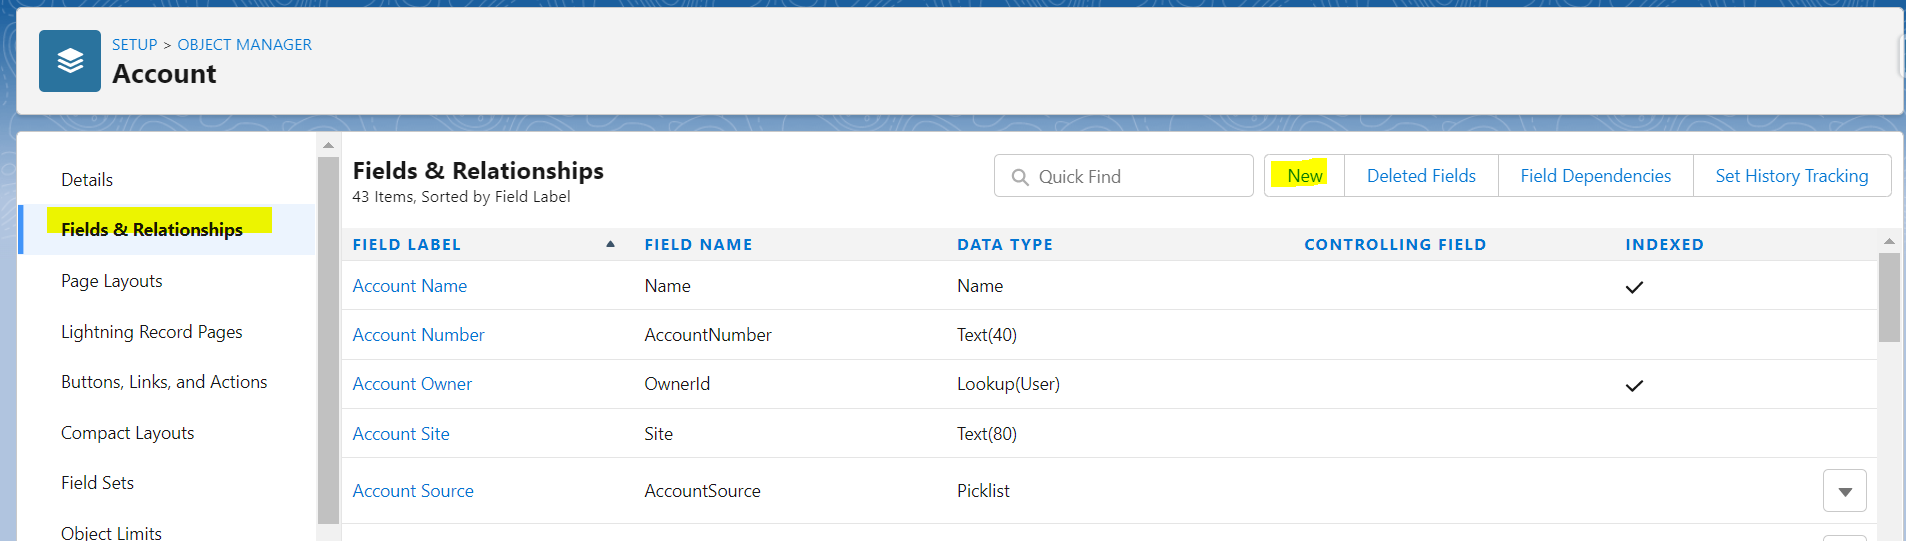 SETUP > OBJECT MANAGER
Account
Details
Fields & Relationships
Page Layouts
Lightning Record Pages
Buttons, Links, and Actions
Compact Layouts
Field Sets
Object Limits
Fields & Relationships
43 Items, Sorted by Field Label
Quick Find
New
Deleted Fields
Field Dependencies
Set History Tracking
FIELD LABEL FIELD NAME DATA TYPE CONTROLLING FIELD INDEXED
Account Name Name Name
Account Number AccountNumber Text(40)
Account Owner OwnerId Lookup(User)
Account Site Site Text(80)
Account Source AccountSource Picklist